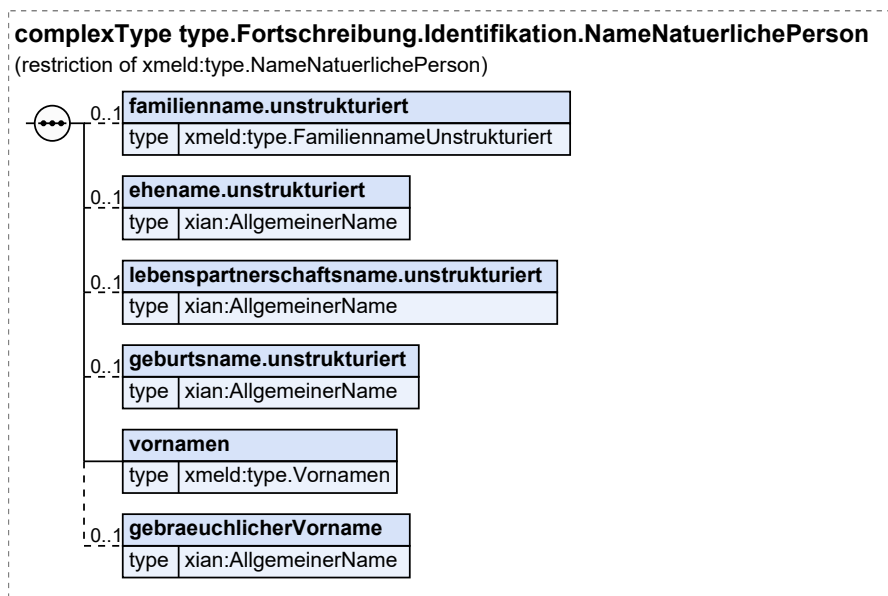 complexType type.Fortschreibung.Identifikation.NameNatuerlichePerson
(restriction of xmeld:type.NameNatuerlichePerson)
0..1 familienname.unstrukturiert
type xmeld:type.FamiliennameUnstrukturiert
0..1 ehename.unstrukturiert
type xian:AllgemeinerName
0..1 lebenspartnerschaftsname.unstrukturiert
type xian:AllgemeinerName
0..1 geburtsname.unstrukturiert
type xian:AllgemeinerName
vornamen
type xmeld:type.Vornamen
0..1 gebraeuchlicherVorname
type xian:AllgemeinerName